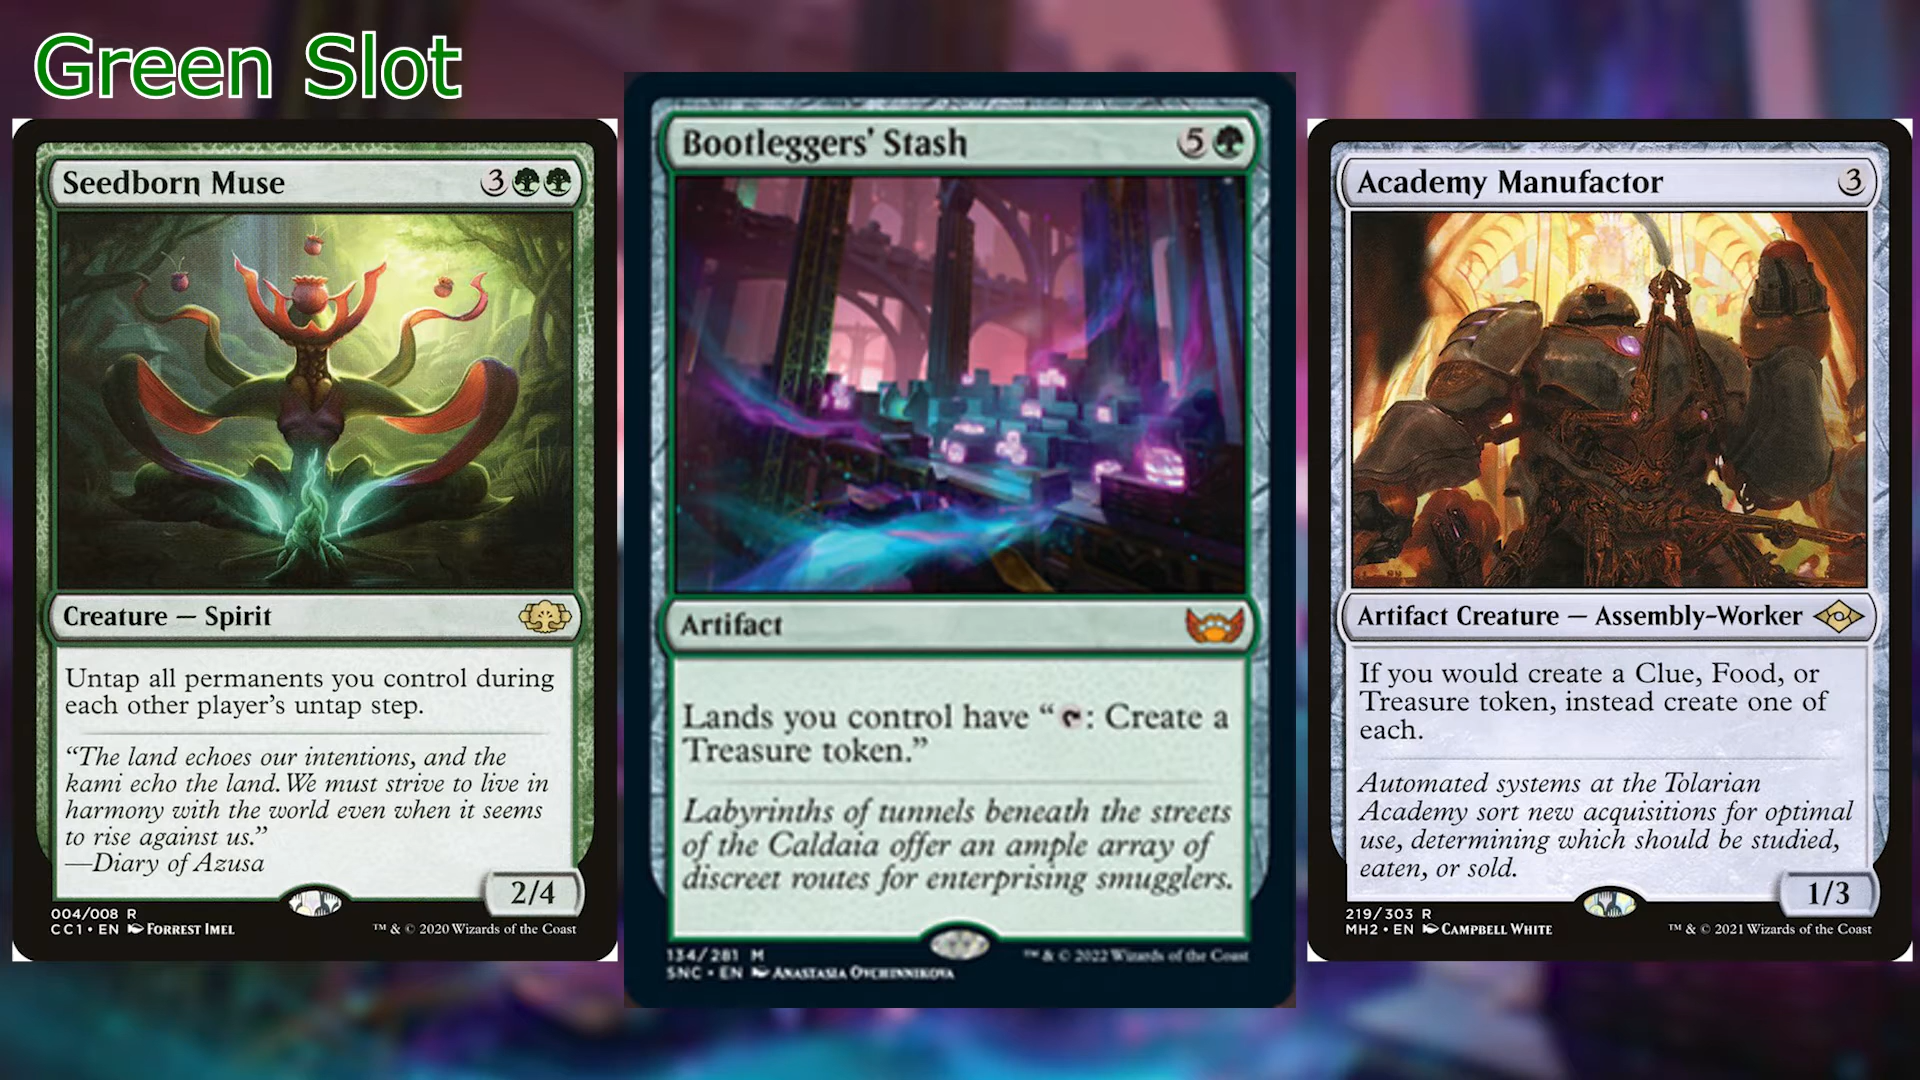 Green Slot
Seedborn Muse 3
Creature — Spirit
Untap all permanents you control during
each other player's untap step.
“The land echoes our intentions, and the
kami echo the land. We must strive to live in
harmony with the world even when it seems
to rise against us.”
—Diary of Azusa
2/4
004/008 R
CC1 • EN FORREST IMEL
™ & © 2020 Wizards of the Coast
Bootleggers' Stash 5
Artifact
Lands you control have “ : Create a
Treasure token.”
Labyrinths of tunnels beneath the streets
of the Caldaia offer an ample array of
discreet routes for enterprising smugglers.
134/281 M
SNC • EN ANASTASIA OVCHINNIKOVA
™ & © 2022 Wizards of the Coast
Academy Manufactor 3
Artifact Creature — Assembly-Worker
If you would create a Clue, Food, or
Treasure token, instead create one of
each.
Automated systems at the Tolarian
Academy sort new acquisitions for optimal
use, determining which should be studied,
eaten, or sold.
1/3
219/303 R
MH2 • EN CAMPBELL WHITE
™ & © 2021 Wizards of the Coast